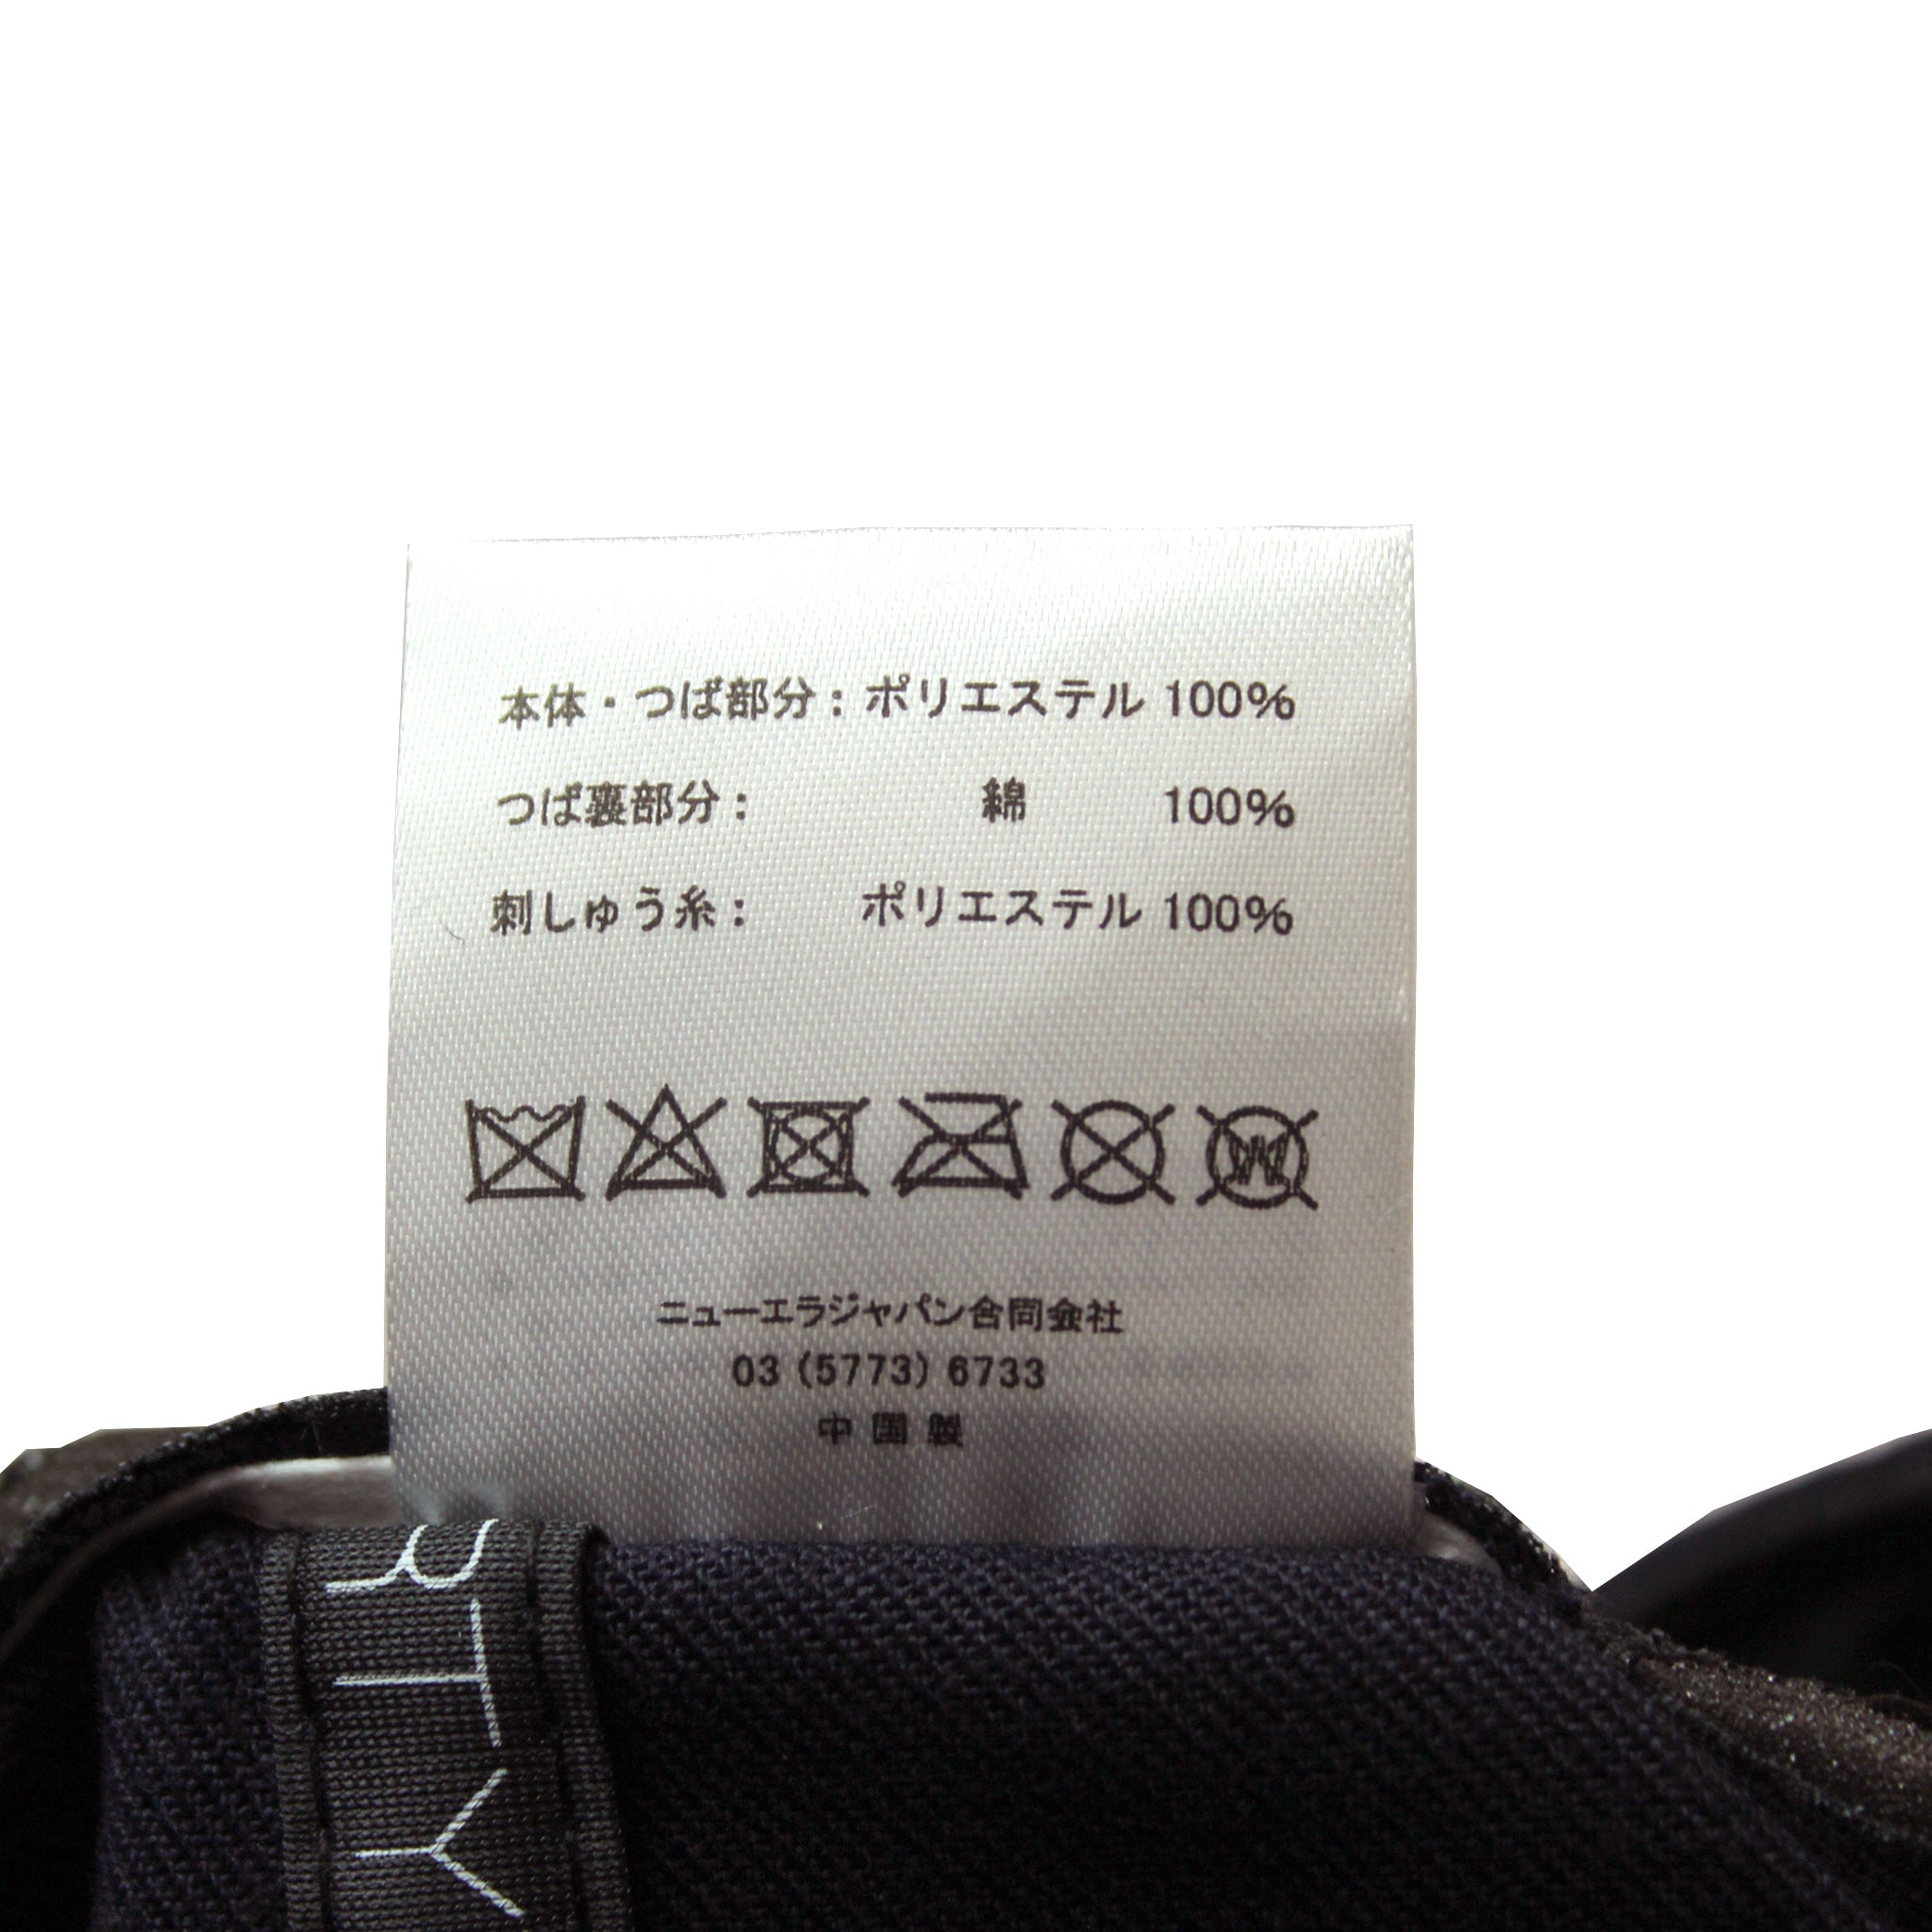 本体・つば部分：ポリエステル 100%
つば裏部分： 綿 100%
刺しゅう糸： ポリエステル 100%
W
ニューエラジャパン合同会社
03 (5773) 6733
中国製
RTY